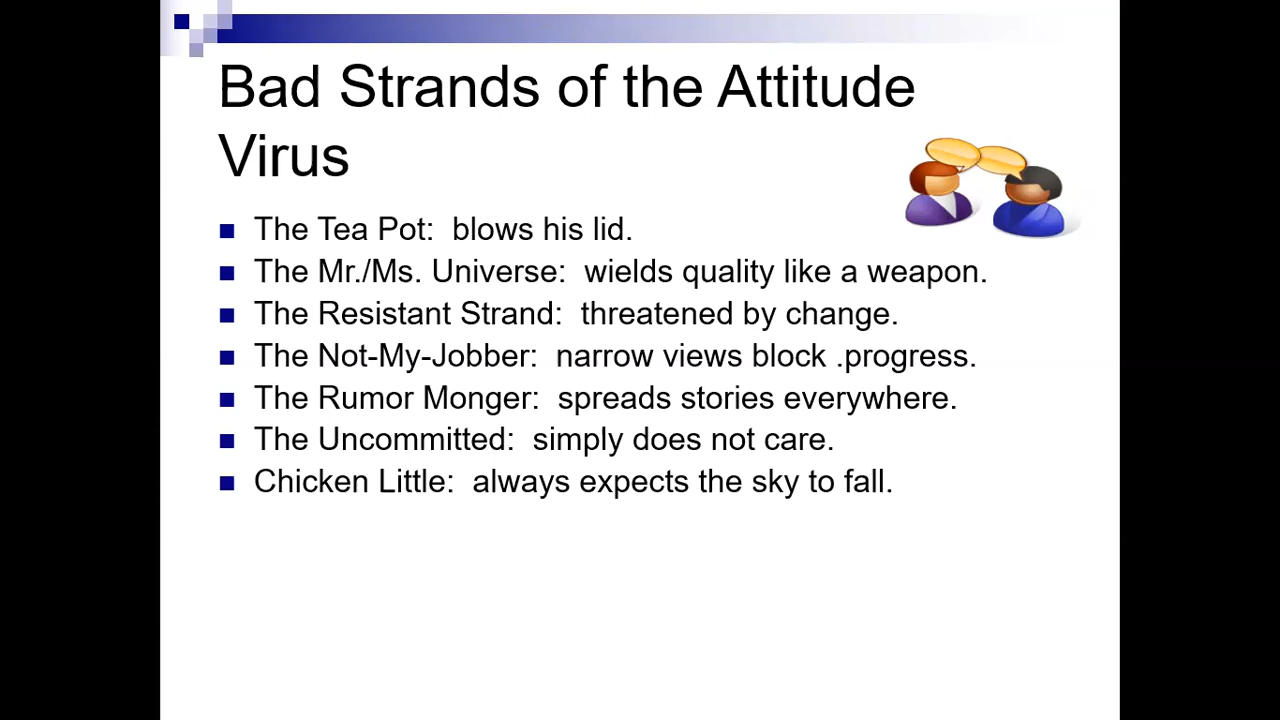 Bad Strands of the Attitude
Virus
The Tea Pot:  blows his lid.
The Mr./Ms. Universe:  wields quality like a weapon.
The Resistant Strand:  threatened by change.
The Not-My-Jobber:  narrow views block .progress.
The Rumor Monger:  spreads stories everywhere.
The Uncommitted:  simply does not care.
Chicken Little:  always expects the sky to fall.